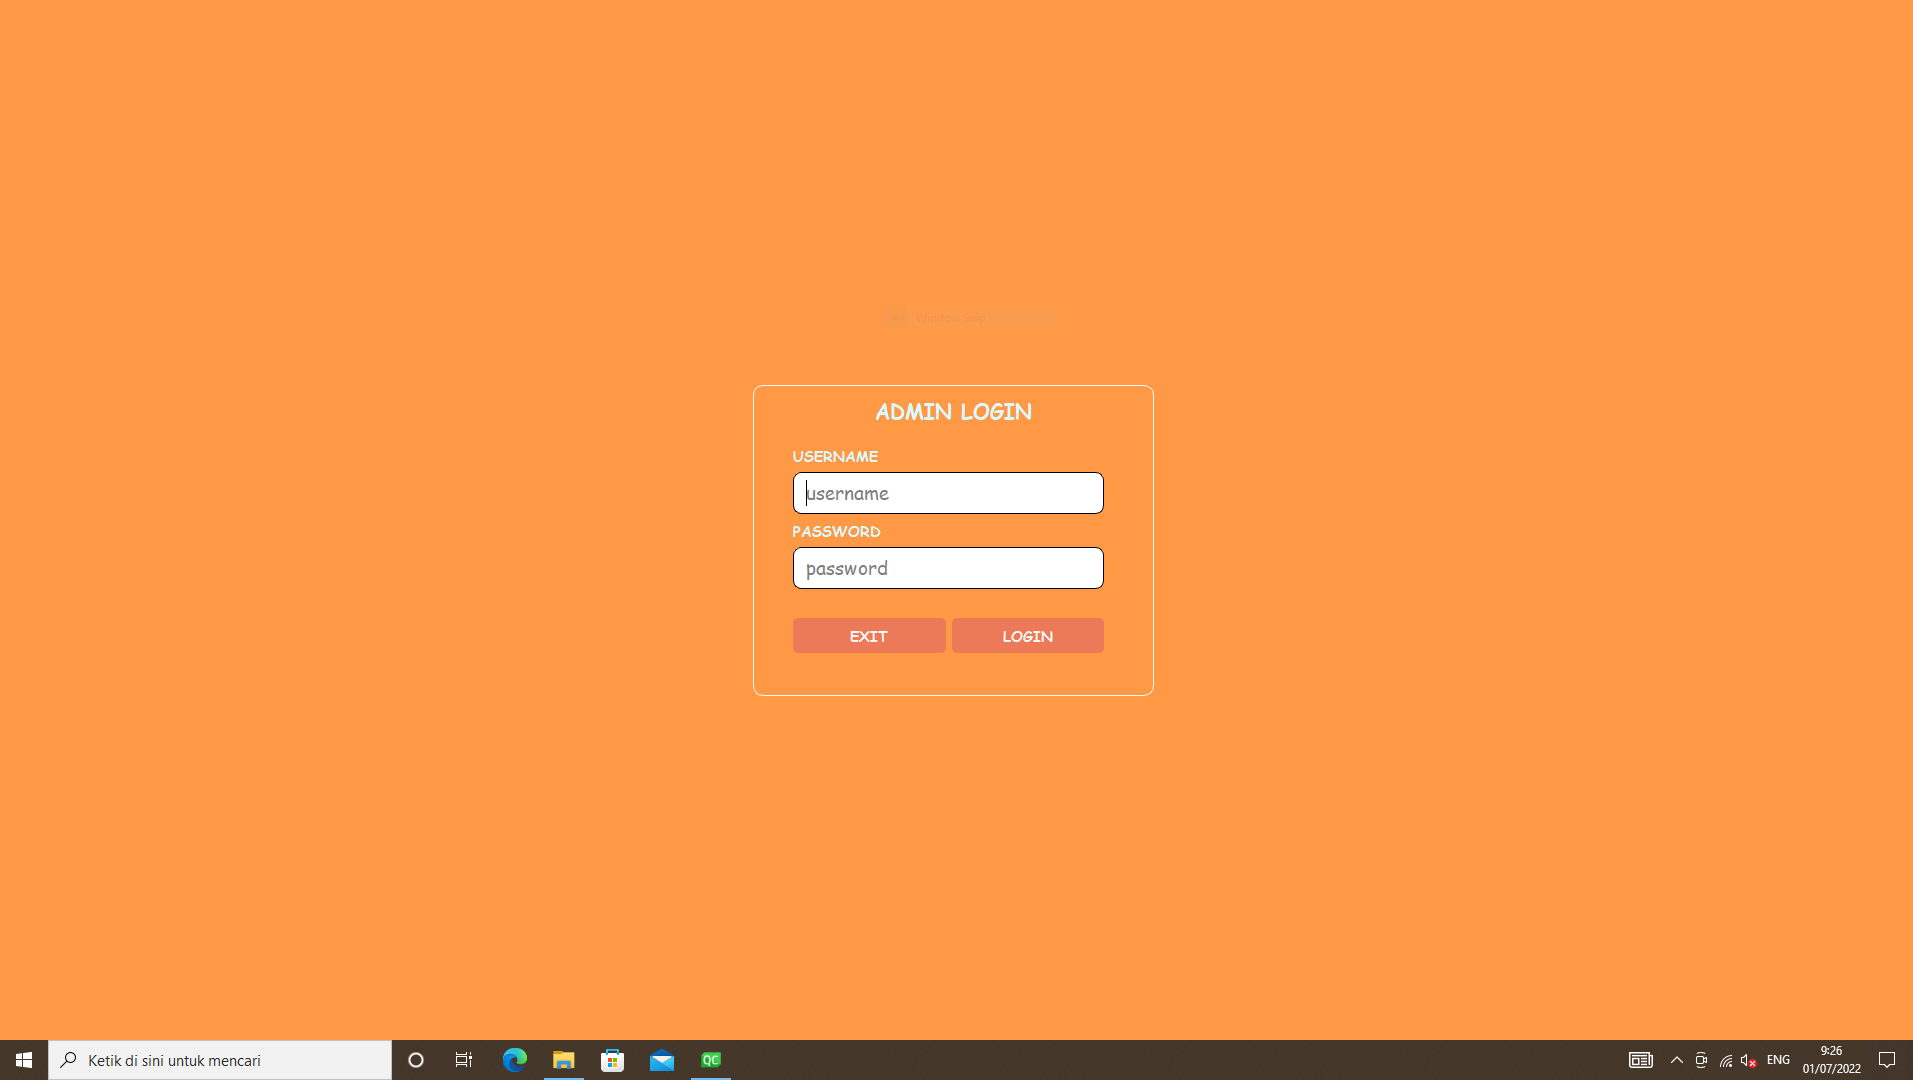 Window Snip
ADMIN LOGIN
USERNAME
username
PASSWORD
password
EXIT LOGIN
Ketik di sini untuk mencari
QC
ENG
9:26
01/07/2022